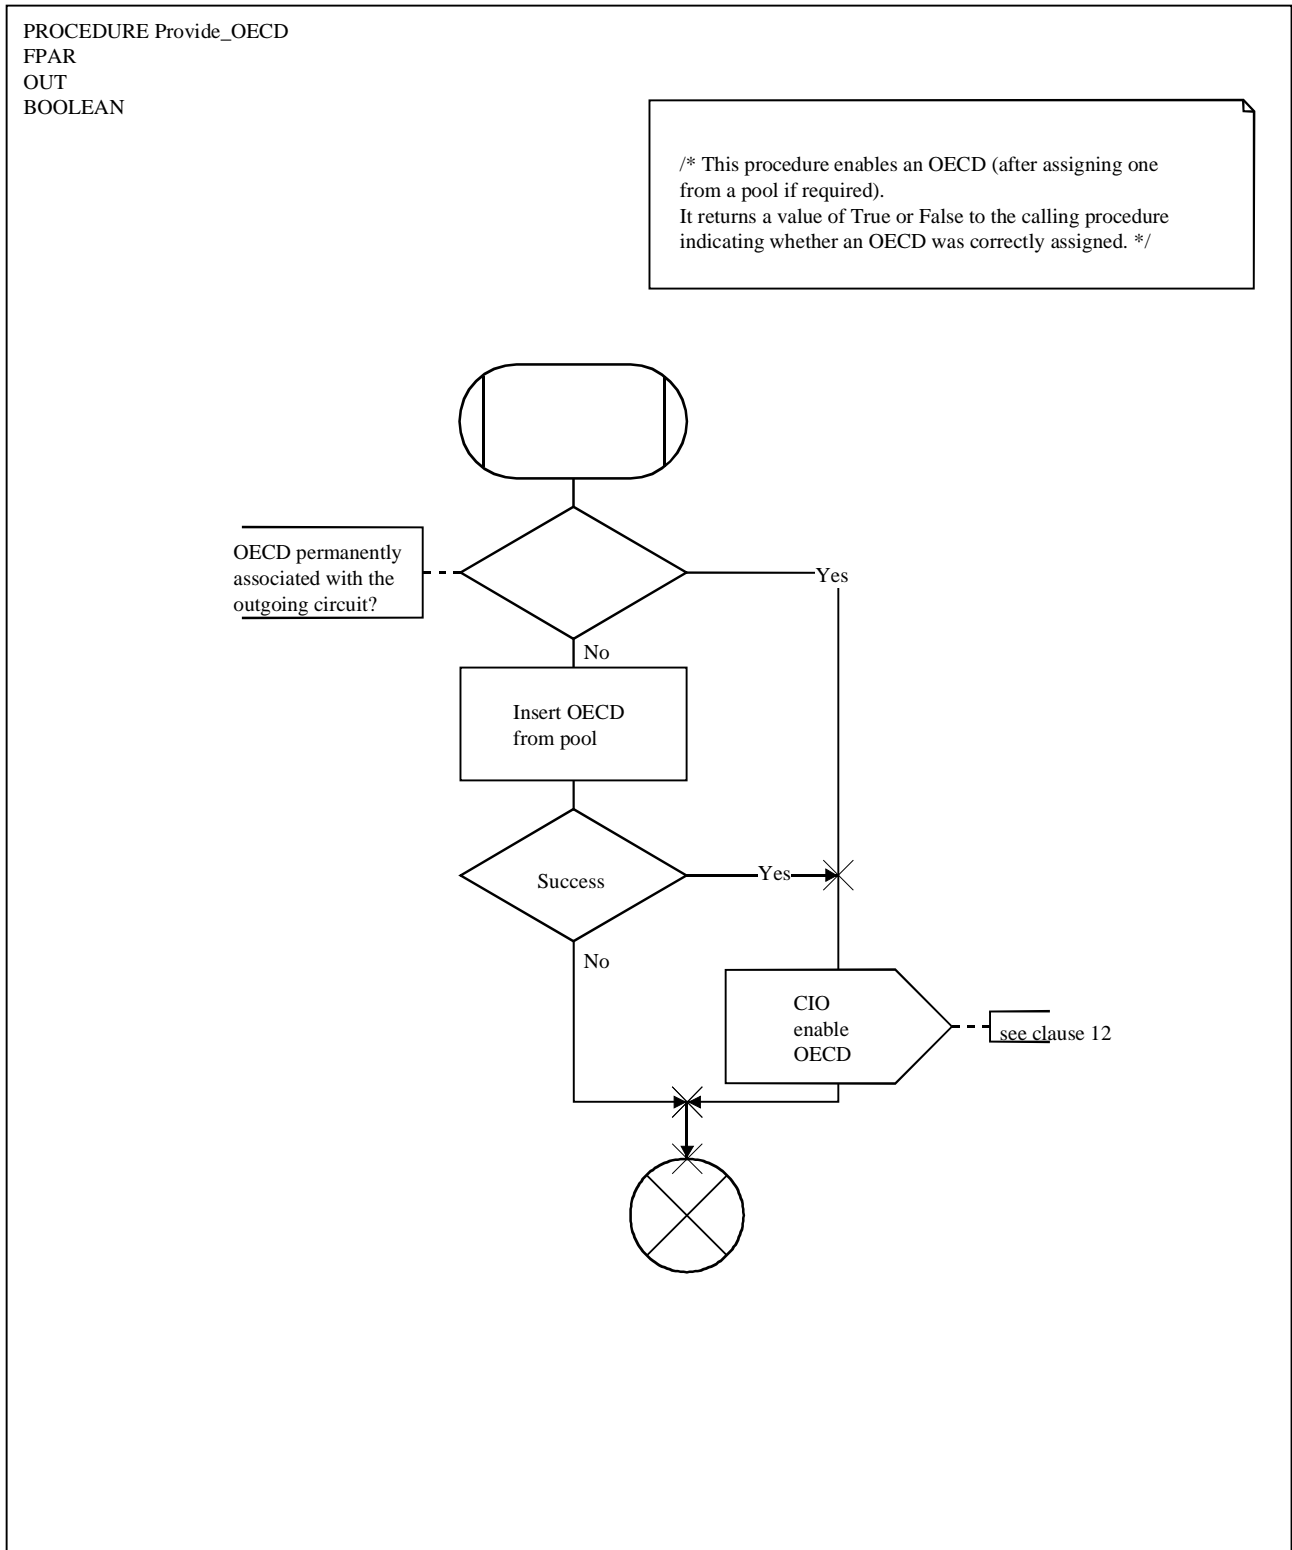 PROCEDURE Provide_OECD
FPAR
OUT
BOOLEAN
/* This procedure enables an OECD (after assigning one
from a pool if required).
It returns a value of True or False to the calling procedure
indicating whether an OECD was correctly assigned. */
OECD permanently
associated with the
outgoing circuit?
Yes
No
Insert OECD
from pool
Success
Yes
No
CIO
enable
OECD
see clause 12